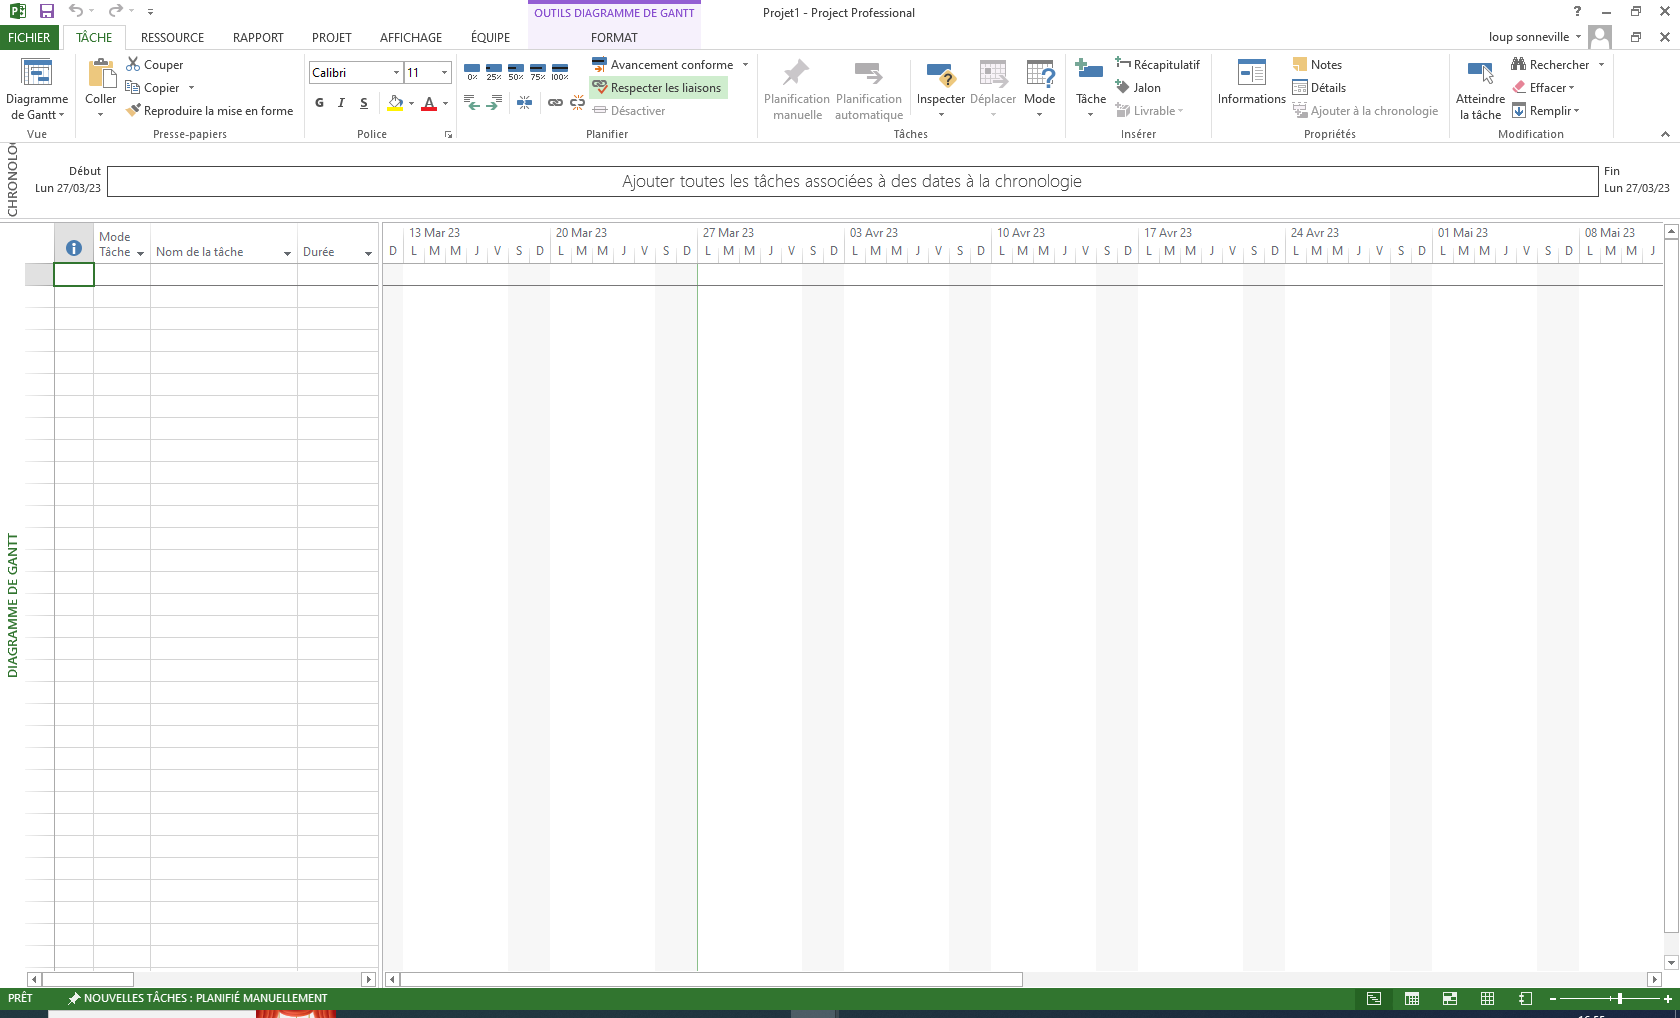 OUTILS DIAGRAMME DE GANTT
Projet1 - Project Professional
FICHIER TÂCHE RESSOURCE RAPPORT PROJET AFFICHAGE ÉQUIPE FORMAT
loup sonneville
Diagramme de Gantt
Vue
Coller
Couper
Copier
Reproduire la mise en forme
Presse-papiers
Calibri 11
G I S A
Police
0% 25% 50% 75% 100%
Avancement conforme
Respecter les liaisons
Désactiver
Planifier
Planification manuelle
Planification automatique
Inspecter
Déplacer
Mode
Tâches
Tâche
Récapitulatif
Jalon
Livrable
Insérer
Informations
Notes
Détails
Ajouter à la chronologie
Propriétés
Atteindre la tâche
Rechercher
Effacer
Remplir
Modification
Début
Lun 27/03/23
Ajouter toutes les tâches associées à des dates à la chronologie
Fin
Lun 27/03/23
Mode Tâche
Nom de la tâche
Durée
13 Mar 23 20 Mar 23 27 Mar 23 03 Avr 23 10 Avr 23 17 Avr 23 24 Avr 23 01 Mai 23 08 Mai 23
D L M M J V S D L M M J V S D L M M J V S D L M M J V S D L M M J V S D L M M J V S D L M M J V S D L M M J V S D L M M J
DIAGRAMME DE GANTT
PRÊT
NOUVELLES TÂCHES : PLANIFIÉ MANUELLEMENT